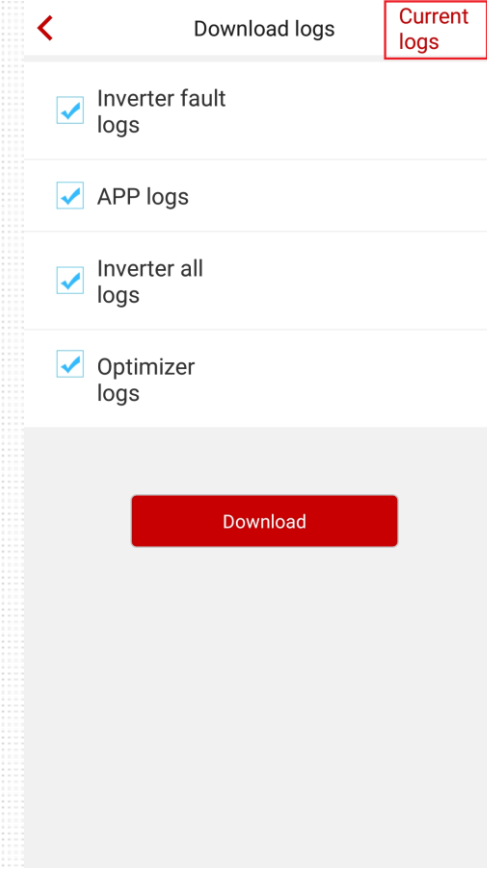 Download logs
Current
logs
Inverter fault
logs
APP logs
Inverter all
logs
Optimizer
logs
Download